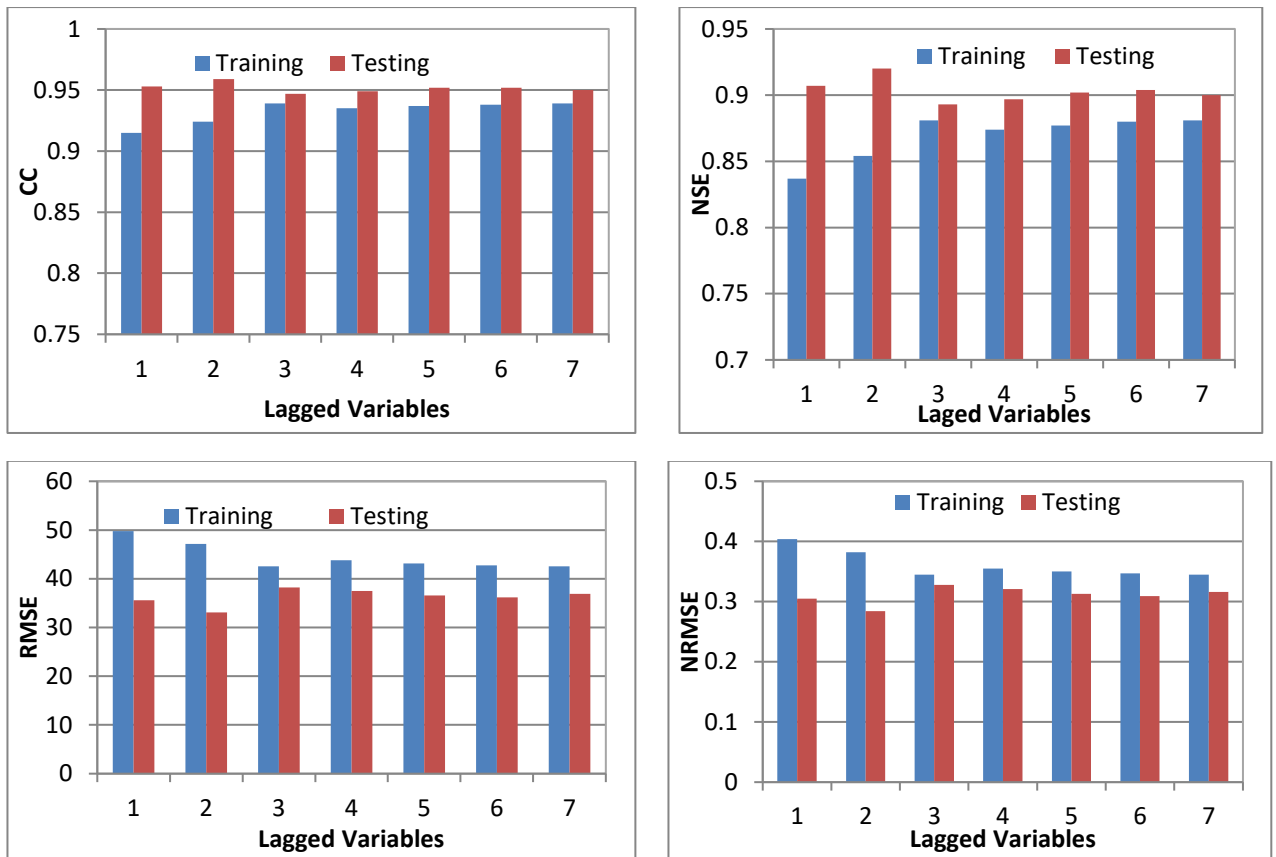 1
0.95
0.9
0.85
0.8
0.75
CC
Training
Testing
1 2 3 4 5 6 7
Lagged Variables
0.95
0.9
0.85
0.8
0.75
0.7
NSE
Training
Testing
1 2 3 4 5 6 7
Laged Variables
60
50
40
30
20
10
0
RMSE
Training
Testing
1 2 3 4 5 6 7
Lagged Variables
0.5
0.4
0.3
0.2
0.1
0
NRMSE
Training
Testing
1 2 3 4 5 6 7
Lagged Variables